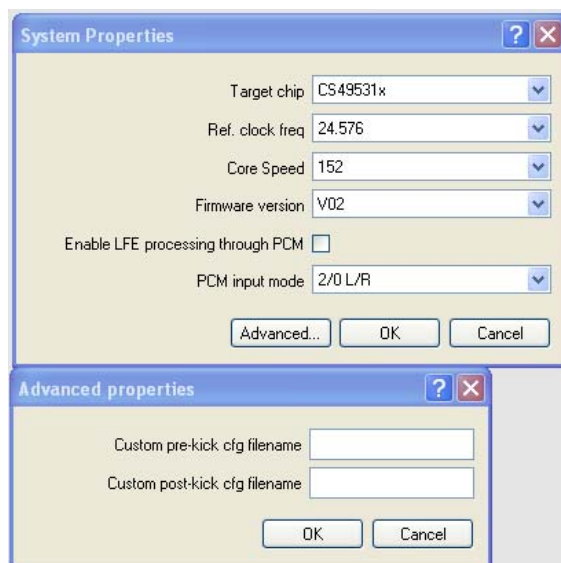 System Properties
Target chip CS49531x
Ref. clock freq 24.576
Core Speed 152
Firmware version V02
Enable LFE processing through PCM
PCM input mode 2/0 L/R
Advanced... OK Cancel
Advanced properties
Custom pre-kick cfg filename
Custom post-kick cfg filename
OK Cancel